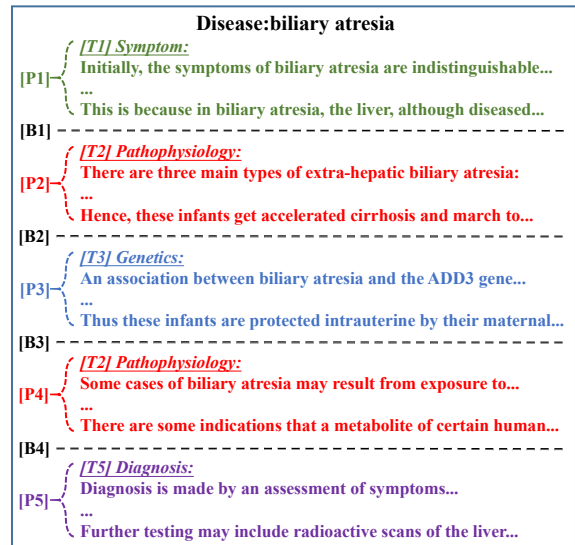 Disease:biliary atresia
[T1] Symptom:
Initially, the symptoms of biliary atresia are indistinguishable...
[P1]
...
This is because in biliary atresia, the liver, although diseased...
[B1]
[T2] Pathophysiology:
There are three main types of extra-hepatic biliary atresia:
[P2]
...
Hence, these infants get accelerated cirrhosis and march to...
[B2]
[T3] Genetics:
An association between biliary atresia and the ADD3 gene...
[P3]
...
Thus these infants are protected intrauterine by their maternal...
[B3]
[T2] Pathophysiology:
Some cases of biliary atresia may result from exposure to...
[P4]
...
There are some indications that a metabolite of certain human...
[B4]
[T5] Diagnosis:
Diagnosis is made by an assessment of symptoms...
[P5]
...
Further testing may include radioactive scans of the liver...